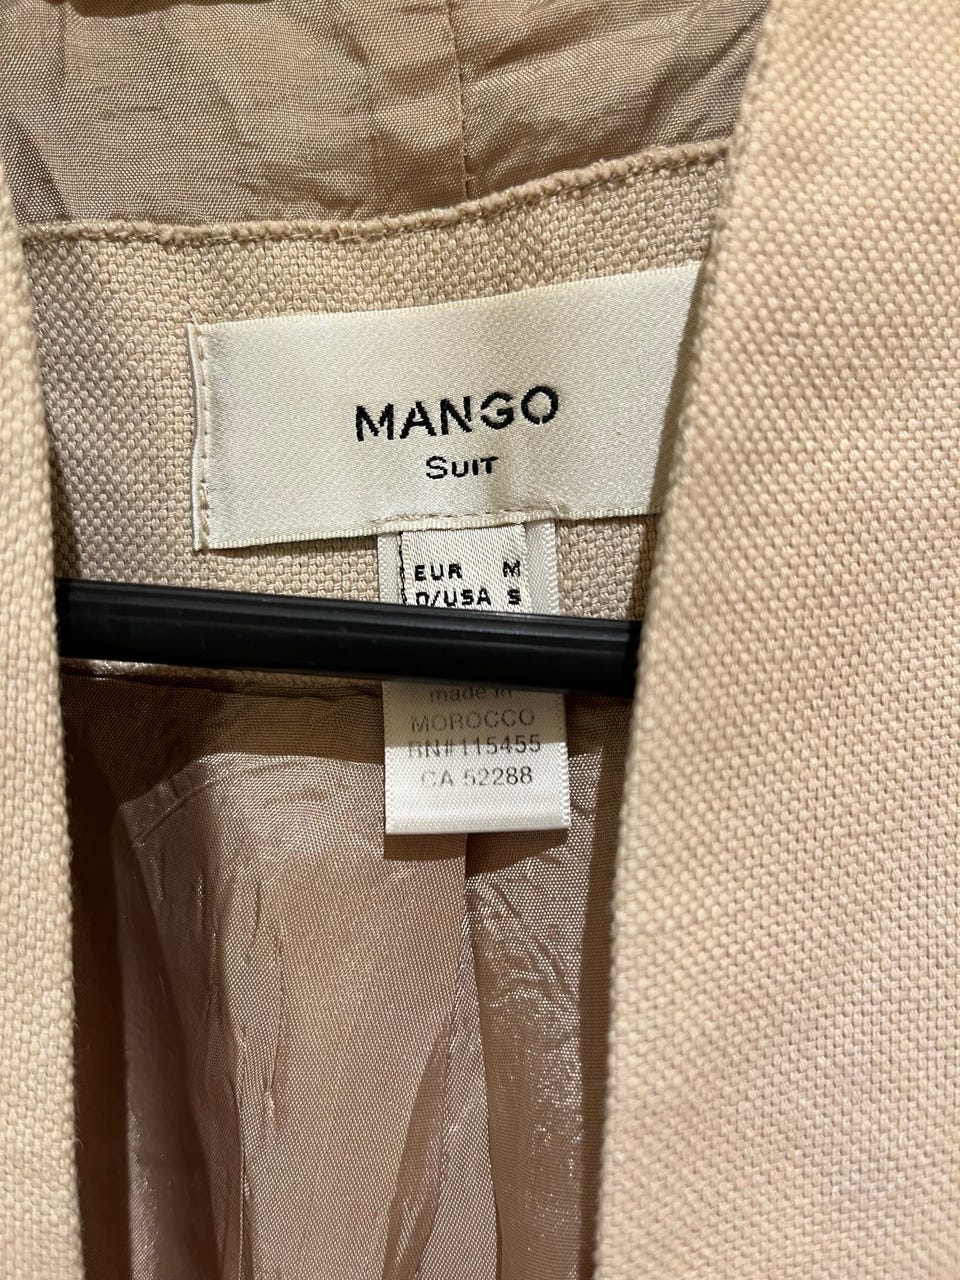 MANGO
SUIT
EUR M
/USA S
made in
MOROCCO
RN#115455
CA 52288